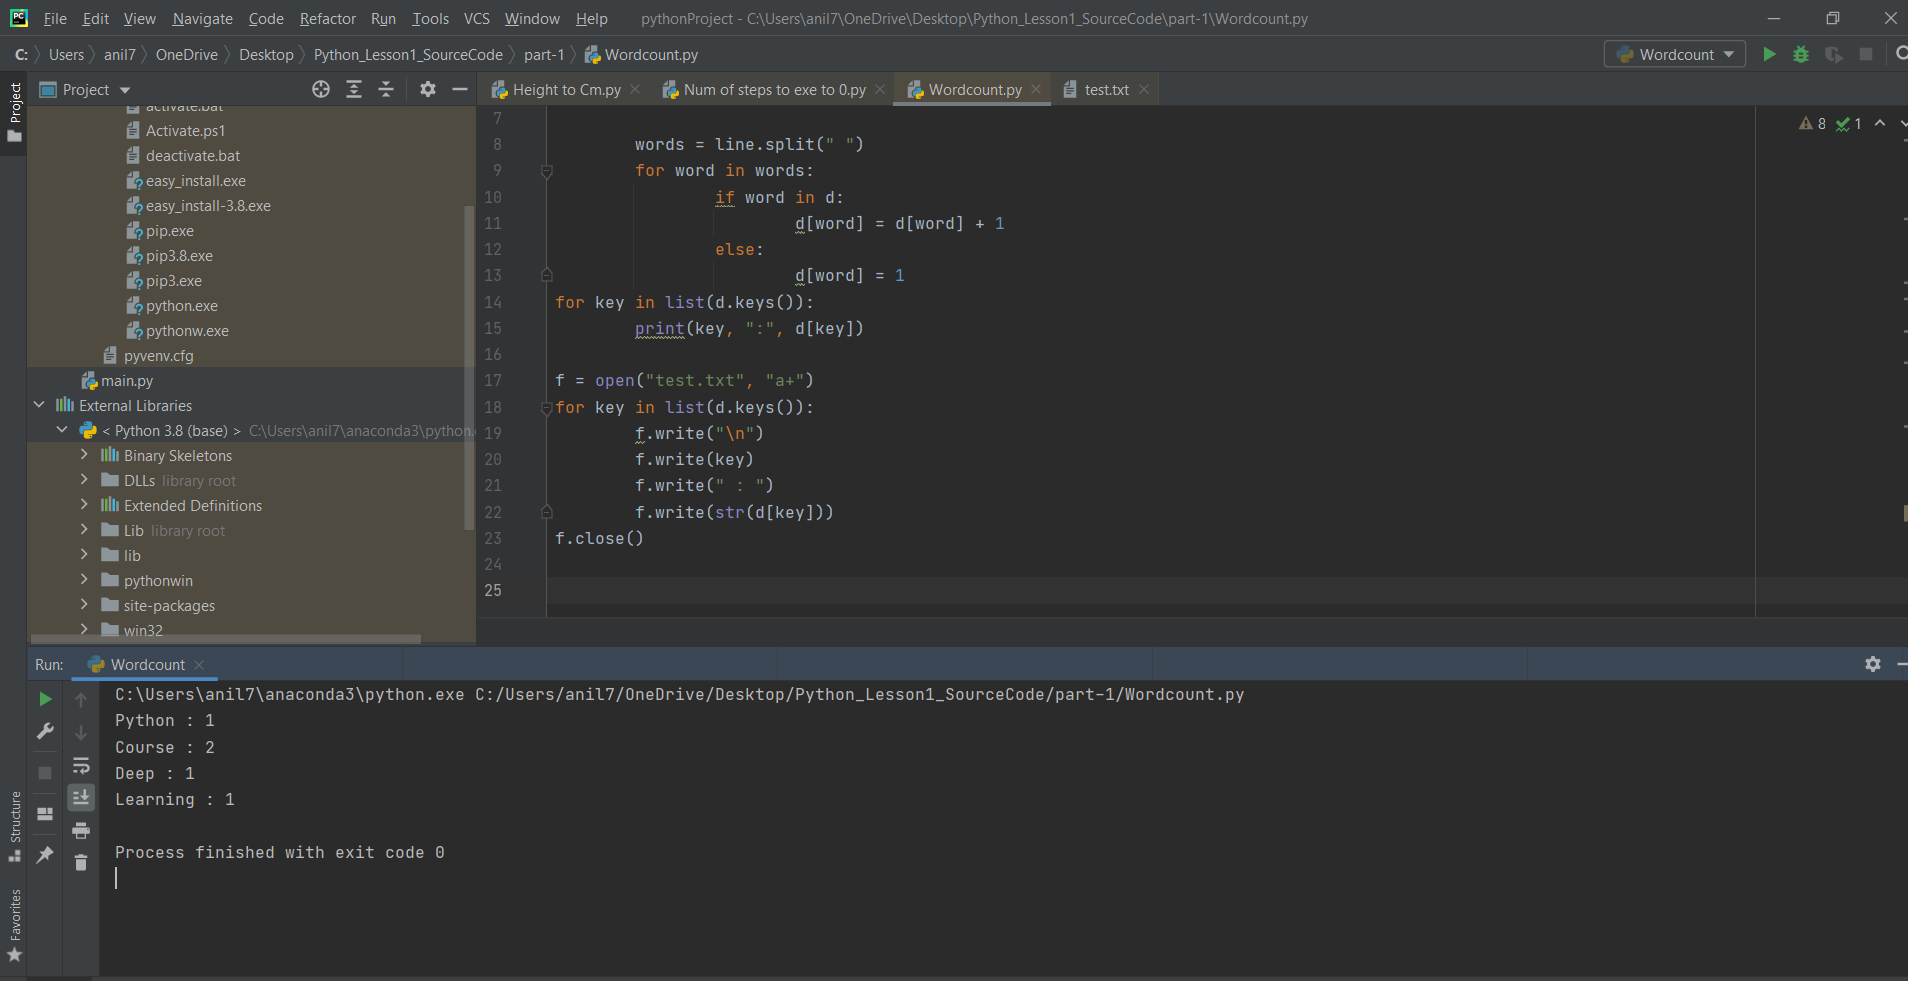 File Edit View Navigate Code Refactor Run Tools VCS Window Help pythonProject - C:\Users\anil7\OneDrive\Desktop\Python_Lesson1_SourceCode\part-1\Wordcount.py
C: Users anil7 OneDrive Desktop Python_Lesson1_SourceCode part-1 Wordcount.py Wordcount
Project
Project
Height to Cm.py Num of steps to exe to 0.py Wordcount.py test.txt
activate.bat
Activate.ps1
deactivate.bat
easy_install.exe
easy_install-3.8.exe
pip.exe
pip3.8.exe
pip3.exe
python.exe
pythonw.exe
pyvenv.cfg
main.py
External Libraries
< Python 3.8 (base) > C:\Users\anil7\anaconda3\python.
Binary Skeletons
DLLs library root
Extended Definitions
Lib library root
lib
pythonwin
site-packages
win32
8 1
7
8 words = line.split(" ")
9 for word in words:
10 if word in d:
11 d[word] = d[word] + 1
12 else:
13 d[word] = 1
14 for key in list(d.keys()):
15 print(key, ":", d[key])
16
17 f = open("test.txt", "a+")
18 for key in list(d.keys()):
19 f.write("\n")
20 f.write(key)
21 f.write(" : ")
22 f.write(str(d[key]))
23 f.close()
24
25
Run: Wordcount
C:\Users\anil7\anaconda3\python.exe C:/Users/anil7/OneDrive/Desktop/Python_Lesson1_SourceCode/part-1/Wordcount.py
Python : 1
Course : 2
Deep : 1
Learning : 1
Process finished with exit code 0
Structure
Favorites